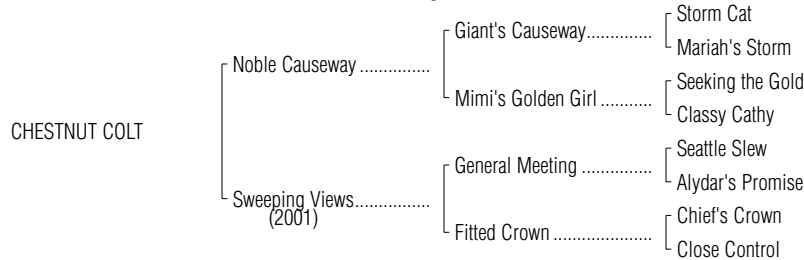 Storm Cat
Giant's Causeway..............
Mariah's Storm
Noble Causeway ...............
Seeking the Gold
Mimi's Golden Girl ...........
Classy Cathy
CHESTNUT COLT
Seattle Slew
General Meeting ...............
Alydar's Promise
Sweeping Views................
(2001)
Chief's Crown
Fitted Crown .....................
Close Control